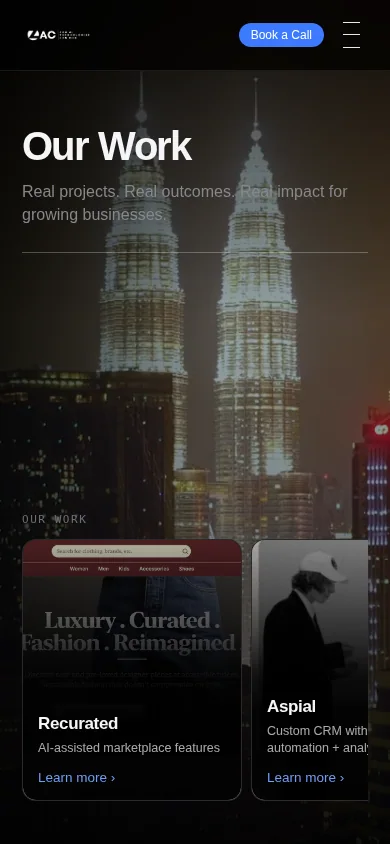 AC
Book a Call
Our Work
Real projects. Real outcomes. Real impact for
growing businesses.
OUR WORK
Search for clothing, brands, etc.
Women Men Kids Accessories Shoes
Luxury . Curated .
Fashion . Reimagined
Recurated
AI-assisted marketplace features
Learn more ›
Aspial
Custom CRM with
automation + analy
Learn more ›